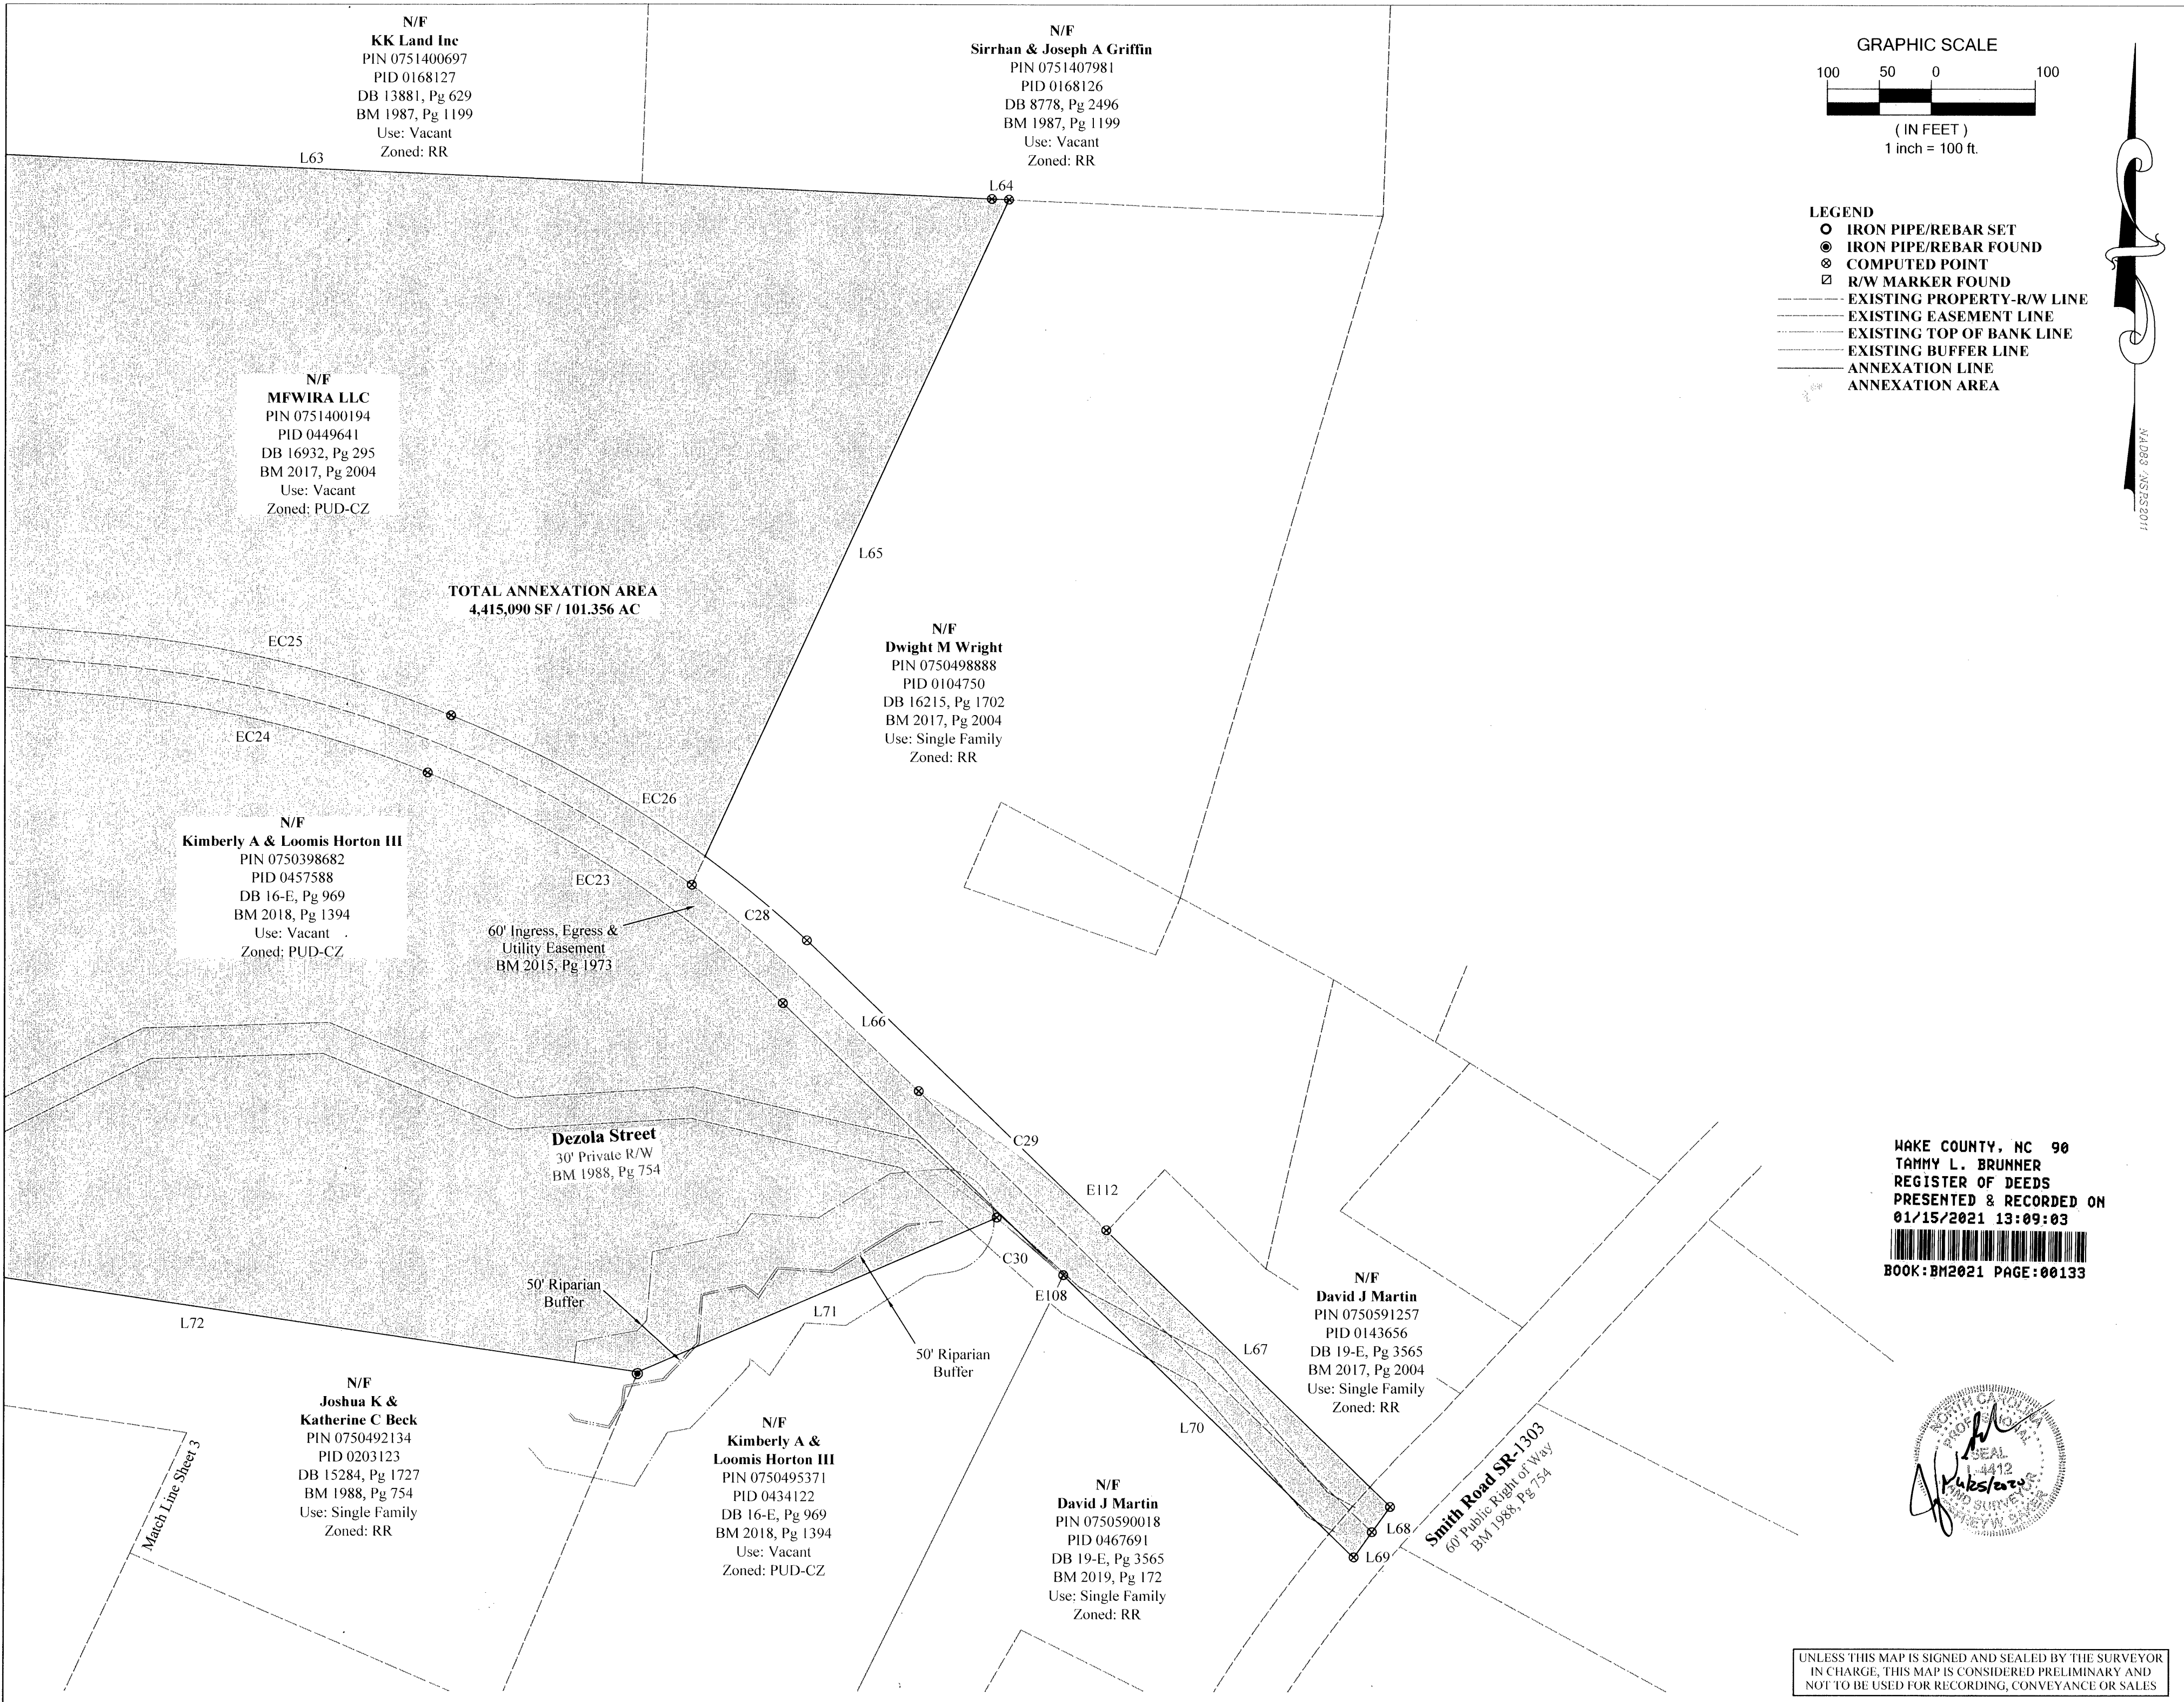 N/F
KK Land Inc
PIN 0751400697
PID 0168127
DB 13881, Pg 629
BM 1987, Pg 1199
Use: Vacant
Zoned: RR
N/F
Sirrhan & Joseph A Griffin
PIN 0751407981
PID 0168126
DB 8778, Pg 2496
BM 1987, Pg 1199
Use: Vacant
Zoned: RR
GRAPHIC SCALE
100 50 0 100
( IN FEET )
1 inch = 100 ft.
LEGEND
IRON PIPE/REBAR SET
IRON PIPE/REBAR FOUND
COMPUTED POINT
R/W MARKER FOUND
EXISTING PROPERTY-R/W LINE
EXISTING EASEMENT LINE
EXISTING TOP OF BANK LINE
EXISTING BUFFER LINE
ANNEXATION LINE
ANNEXATION AREA
NAD83 /NSRS2011
L63
L64
N/F
MFWIRA LLC
PIN 0751400194
PID 0449641
DB 16932, Pg 295
BM 2017, Pg 2004
Use: Vacant
Zoned: PUD-CZ
L65
TOTAL ANNEXATION AREA
4,415,090 SF / 101.356 AC
EC25
EC24
EC26
N/F
Dwight M Wright
PIN 0750498888
PID 0104750
DB 16215, Pg 1702
BM 2017, Pg 2004
Use: Single Family
Zoned: RR
N/F
Kimberly A & Loomis Horton III
PIN 0750398682
PID 0457588
DB 16-E, Pg 969
BM 2018, Pg 1394
Use: Vacant
Zoned: PUD-CZ
EC23
C28
60' Ingress, Egress &
Utility Easement
BM 2015, Pg 1973
L66
Dezola Street
30' Private R/W
BM 1988, Pg 754
C29
E112
C30
E108
50' Riparian
Buffer
L71
50' Riparian
Buffer
L72
L67
N/F
David J Martin
PIN 0750591257
PID 0143656
DB 19-E, Pg 3565
BM 2017, Pg 2004
Use: Single Family
Zoned: RR
WAKE COUNTY, NC 90
TAMMY L. BRUNNER
REGISTER OF DEEDS
PRESENTED & RECORDED ON
01/15/2021 13:09:03
BOOK:BM2021 PAGE:00133
N/F
Joshua K &
Katherine C Beck
PIN 0750492134
PID 0203123
DB 15284, Pg 1727
BM 1988, Pg 754
Use: Single Family
Zoned: RR
Match Line Sheet 3
N/F
Kimberly A &
Loomis Horton III
PIN 0750495371
PID 0434122
DB 16-E, Pg 969
BM 2018, Pg 1394
Use: Vacant
Zoned: PUD-CZ
L70
N/F
David J Martin
PIN 0750590018
PID 0467691
DB 19-E, Pg 3565
BM 2019, Pg 172
Use: Single Family
Zoned: RR
L68
L69
Smith Road SR-1303
60' Public Right of Way
BM 1988, Pg 754
NORTH CAROLINA
SEAL
L-4412
LAND SURVEYOR
UNLESS THIS MAP IS SIGNED AND SEALED BY THE SURVEYOR
IN CHARGE, THIS MAP IS CONSIDERED PRELIMINARY AND
NOT TO BE USED FOR RECORDING, CONVEYANCE OR SALES